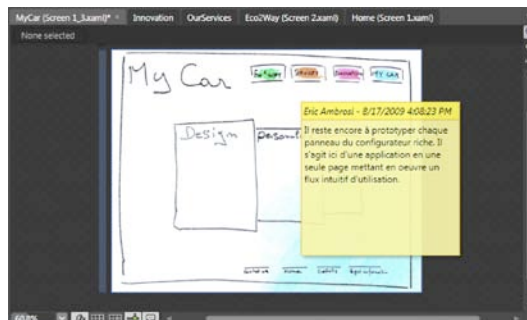 MyCar (Screen 1_3.xaml)* × Innovation OurServices Eco2Way (Screen 2.xaml) Home (Screen 1.xaml)
None selected
My Car
MY CAR
Eric Ambrosi - 8/17/2009 4:08:23 PM
Design
Il reste encore à prototyper chaque
panneau du configurateur riche. Il
s'agit ici d'une application en une
seule page mettant en oeuvre un
flux intuitif d'utilisation.